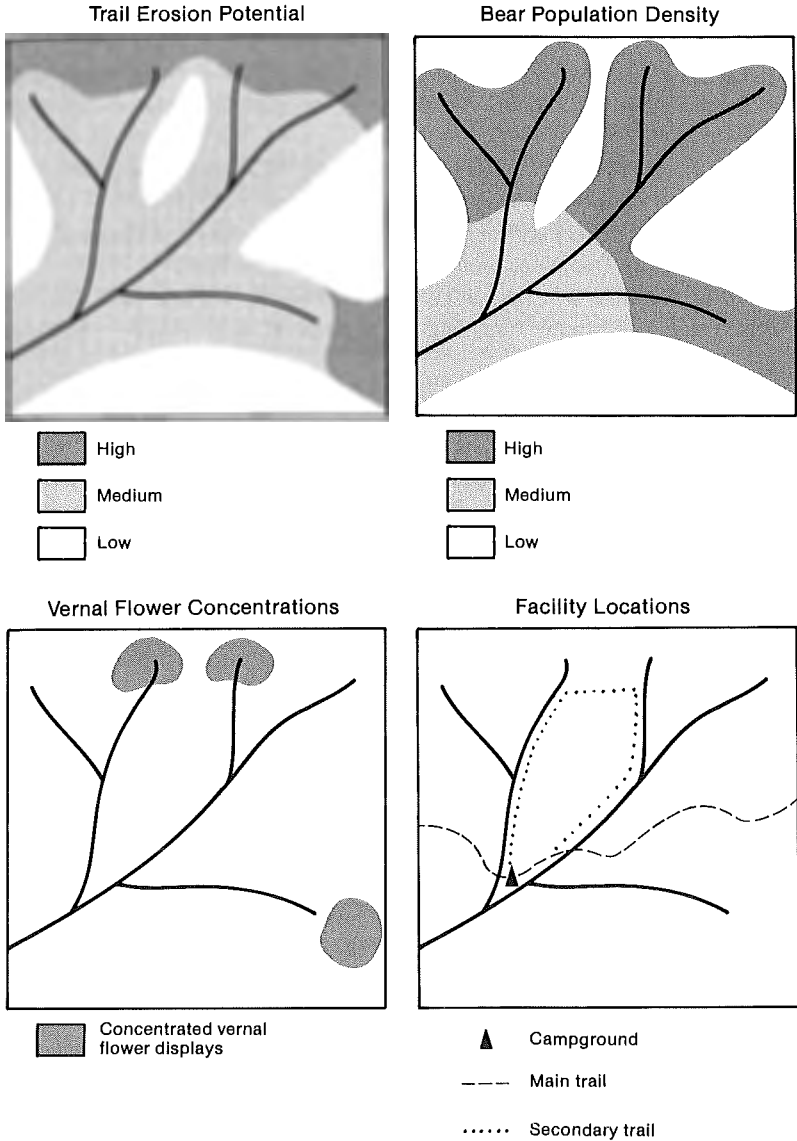 Trail Erosion Potential
Bear Population Density
High
Medium
Low
High
Medium
Low
Vernal Flower Concentrations
Facility Locations
Concentrated vernal
flower displays
Campground
Main trail
Secondary trail